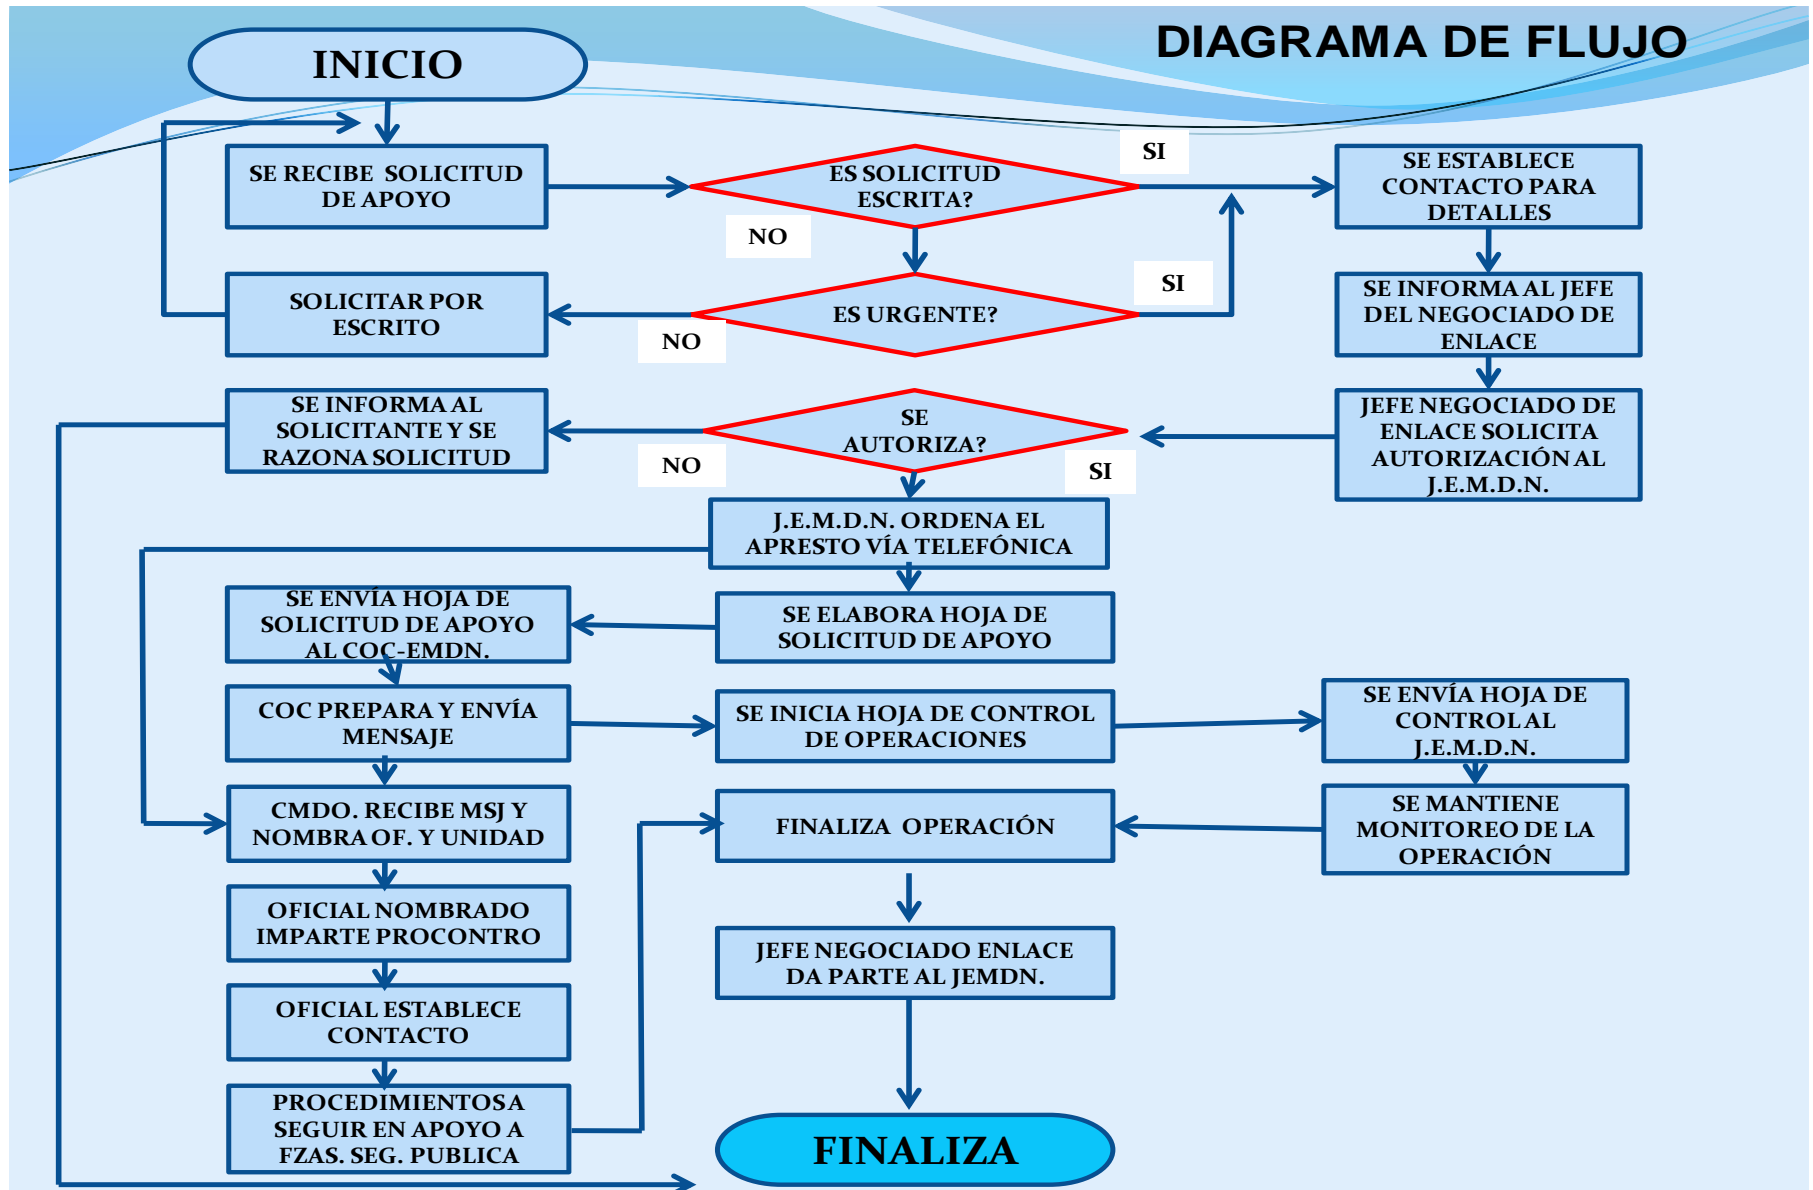 DIAGRAMA DE FLUJO
INICIO
SE RECIBE SOLICITUD
DE APOYO
ES SOLICITUD
ESCRITA?
SI
SE ESTABLECE
CONTACTO PARA
DETALLES
NO
SOLICITAR POR
ESCRITO
ES URGENTE?
SI
NO
SE INFORMA AL JEFE
DEL NEGOCIADO DE
ENLACE
SE INFORMA AL
SOLICITANTE Y SE
RAZONA SOLICITUD
SE
AUTORIZA?
NO
SI
JEFE NEGOCIADO DE
ENLACE SOLICITA
AUTORIZACIÓN AL
J.E.M.D.N.
J.E.M.D.N. ORDENA EL
APRESTO VÍA TELEFÓNICA
SE ENVÍA HOJA DE
SOLICITUD DE APOYO
AL COC-EMDN.
SE ELABORA HOJA DE
SOLICITUD DE APOYO
COC PREPARA Y ENVÍA
MENSAJE
SE INICIA HOJA DE CONTROL
DE OPERACIONES
SE ENVÍA HOJA DE
CONTROL AL
J.E.M.D.N.
CMDO. RECIBE MSJ Y
NOMBRA OF. Y UNIDAD
FINALIZA OPERACIÓN
SE MANTIENE
MONITOREO DE LA
OPERACIÓN
OFICIAL NOMBRADO
IMPARTE PROCONTRO
JEFE NEGOCIADO ENLACE
DA PARTE AL JEMDN.
OFICIAL ESTABLECE
CONTACTO
PROCEDIMIENTOS A
SEGUIR EN APOYO A
FZAS. SEG. PUBLICA
FINALIZA